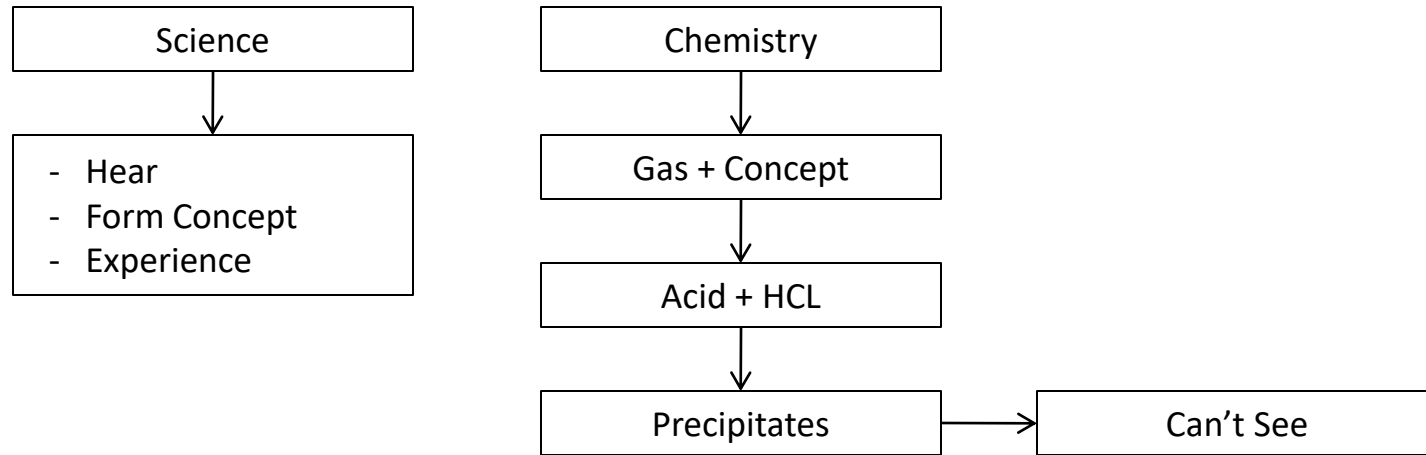 Science
- Hear
- Form Concept
- Experience
Chemistry
Gas + Concept
Acid + HCL
Precipitates
Can’t See